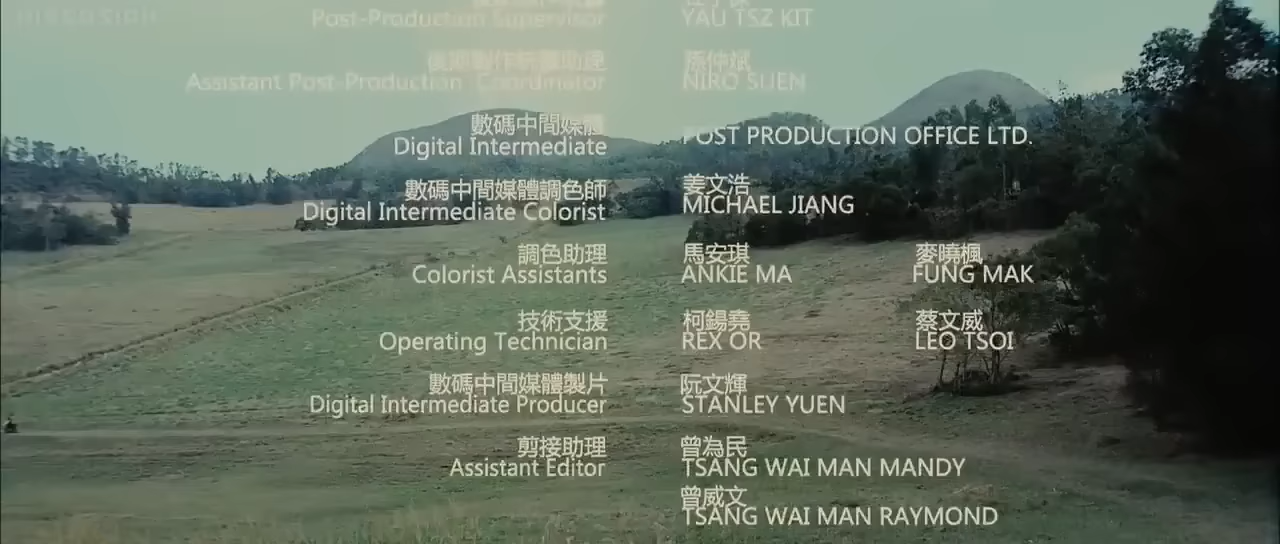 Post-Production Supervisor
YAU TSZ KIT
Assistant Post-Production Coordinator
孫仲斌
NIRO SUEN
數碼中間媒體
Digital Intermediate
POST PRODUCTION OFFICE LTD.
數碼中間媒體調色師
姜文浩
Digital Intermediate Colorist
MICHAEL JIANG
調色助理 馬安琪 麥曉楓
Colorist Assistants ANKIE MA FUNG MAK
技術支援 柯錫堯 蔡文威
Operating Technician REX OR LEO TSOI
數碼中間媒體製片 阮文輝
Digital Intermediate Producer STANLEY YUEN
剪接助理 曾為民
Assistant Editor TSANG WAI MAN MANDY
曾威文
TSANG WAI MAN RAYMOND